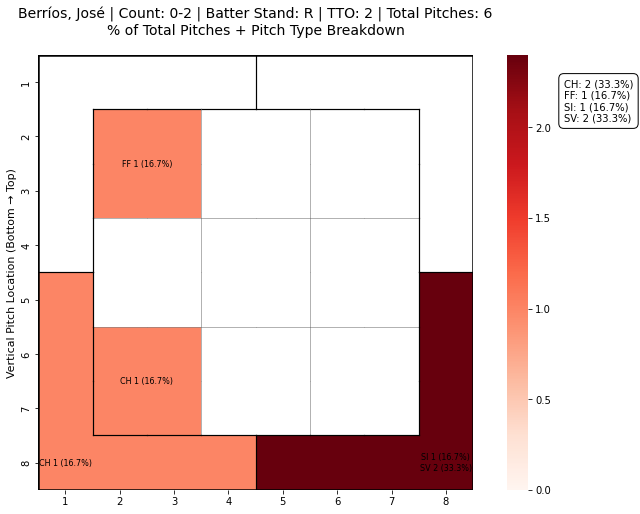 Berríos, José | Count: 0-2 | Batter Stand: R | TTO: 2 | Total Pitches: 6
% of Total Pitches + Pitch Type Breakdown
CH: 2 (33.3%)
FF: 1 (16.7%)
SI: 1 (16.7%)
SV: 2 (33.3%)
Vertical Pitch Location (Bottom → Top)
1
2
3
4
5
6
7
8
FF 1 (16.7%)
CH 1 (16.7%)
CH 1 (16.7%)
SI 1 (16.7%)
SV 2 (33.3%)
1 2 3 4 5 6 7 8
2.0
1.5
1.0
0.5
0.0